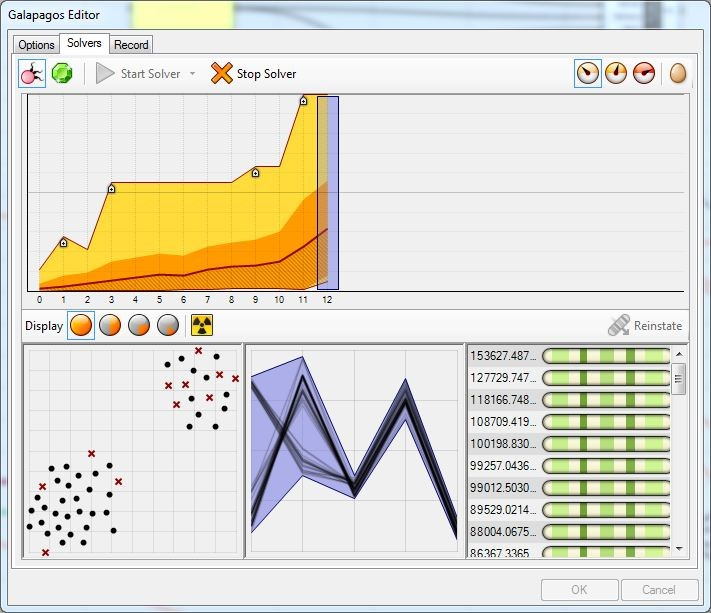 Galapagos Editor
Options Solvers Record
Start Solver Stop Solver
0 1 2 3 4 5 6 7 8 9 10 11 12
Display Reinstate
153627.487...
127729.747...
118166.748...
108709.419...
100198.830...
99257.0436...
99012.5030...
89529.0214...
88004.0675...
86367.3365
OK Cancel